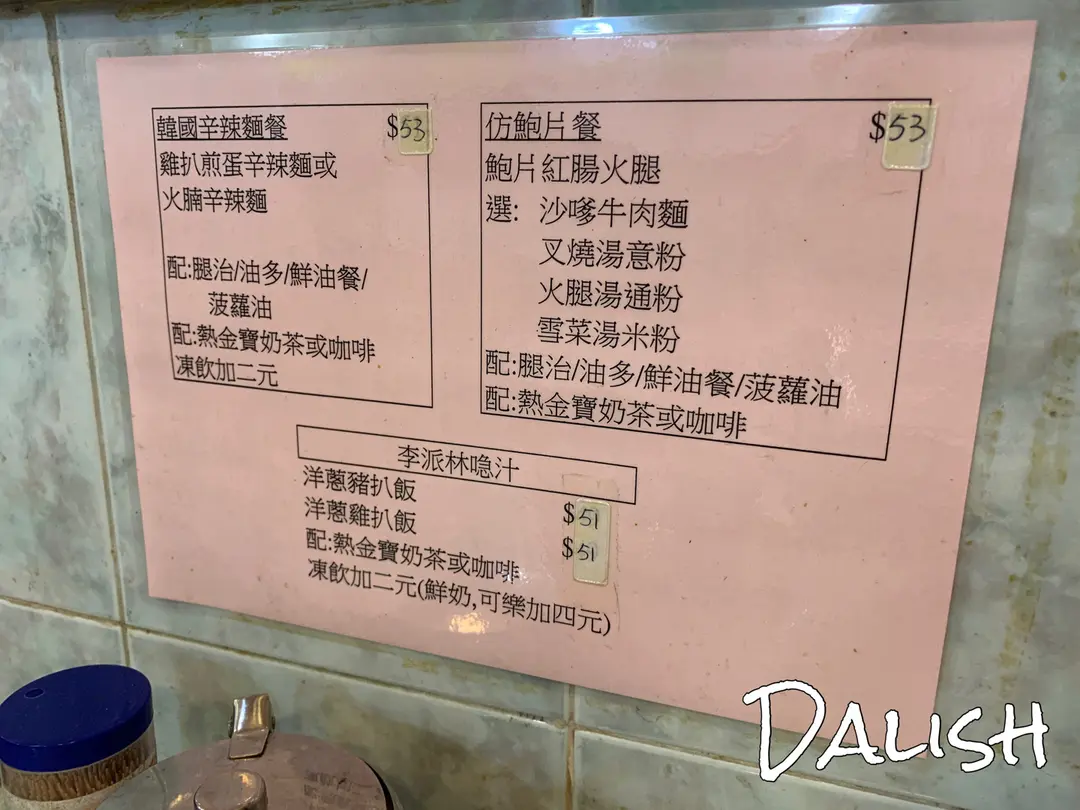 韓國辛辣麵餐 $53
雞扒煎蛋辛辣麵或
火腩辛辣麵
配:腿治/油多/鮮油餐/
菠蘿油
配:熱金寶奶茶或咖啡
凍飲加二元
仿鮑片餐 $53
鮑片紅腸火腿
選: 沙嗲牛肉麵
叉燒湯意粉
火腿湯通粉
雪菜湯米粉
配:腿治/油多/鮮油餐/菠蘿油
配:熱金寶奶茶或咖啡
李派林喼汁
洋蔥豬扒飯 $51
洋蔥雞扒飯 $51
配:熱金寶奶茶或咖啡
凍飲加二元(鮮奶,可樂加四元)
DALISH